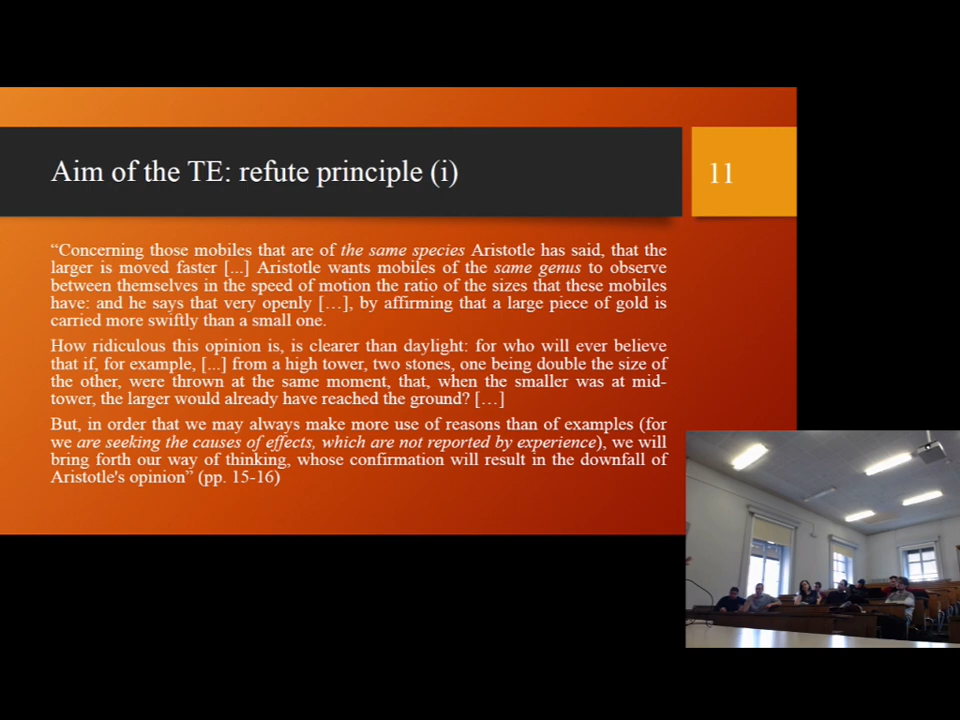 Aim of the TE: refute principle (i)
11
“Concerning those mobiles that are of the same species Aristotle has said, that the
larger is moved faster [...] Aristotle wants mobiles of the same genus to observe
between themselves in the speed of motion the ratio of the sizes that these mobiles
have: and he says that very openly […], by affirming that a large piece of gold is
carried more swiftly than a small one.
How ridiculous this opinion is, is clearer than daylight: for who will ever believe
that if, for example, [...] from a high tower, two stones, one being double the size of
the other, were thrown at the same moment, that, when the smaller was at mid-
tower, the larger would already have reached the ground? […]
But, in order that we may always make more use of reasons than of examples (for
we are seeking the causes of effects, which are not reported by experience), we will
bring forth our way of thinking, whose confirmation will result in the downfall of
Aristotle's opinion” (pp. 15-16)